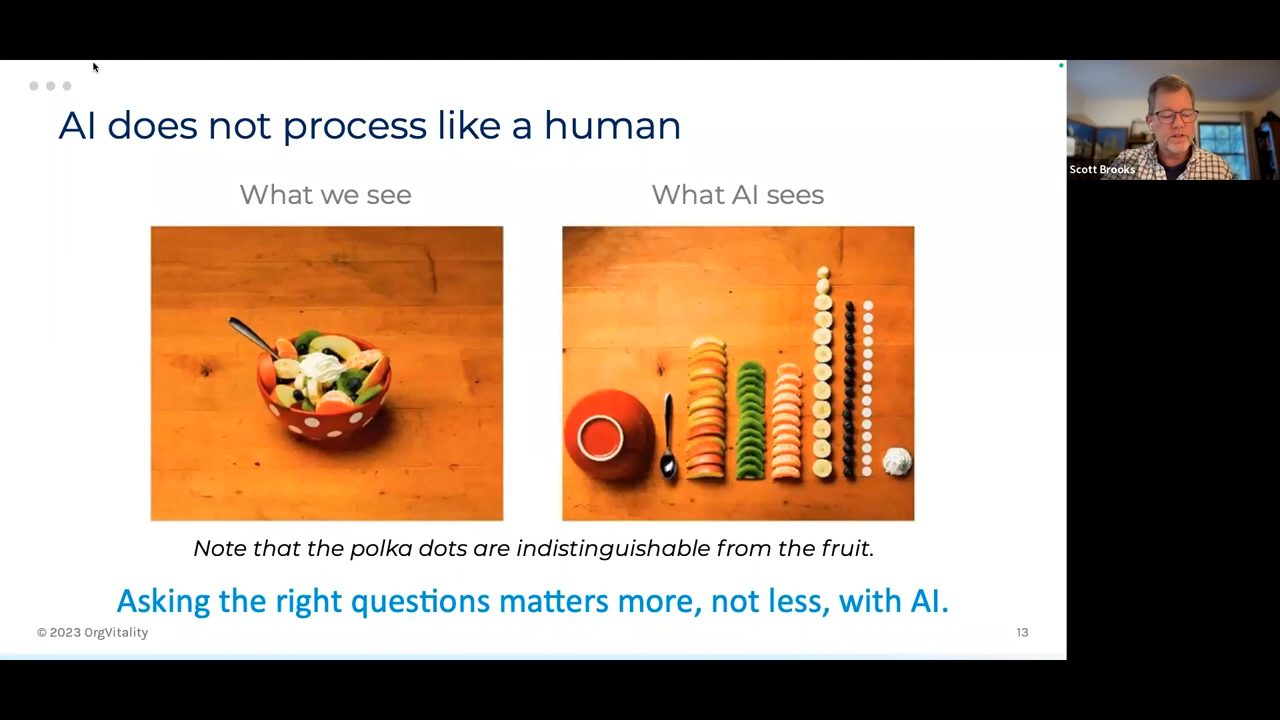 AI does not process like a human
What we see
What AI sees
Note that the polka dots are indistinguishable from the fruit.
Asking the right questions matters more, not less, with AI.
© 2023 OrgVitality
13
Scott Brooks